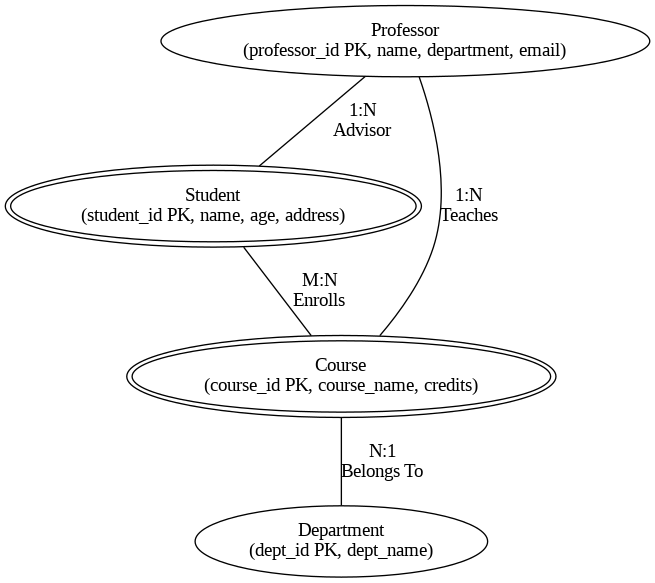 Professor
(professor_id PK, name, department, email)
1:N
Advisor
Student
(student_id PK, name, age, address)
1:N
Teaches
M:N
Enrolls
Course
(course_id PK, course_name, credits)
N:1
Belongs To
Department
(dept_id PK, dept_name)